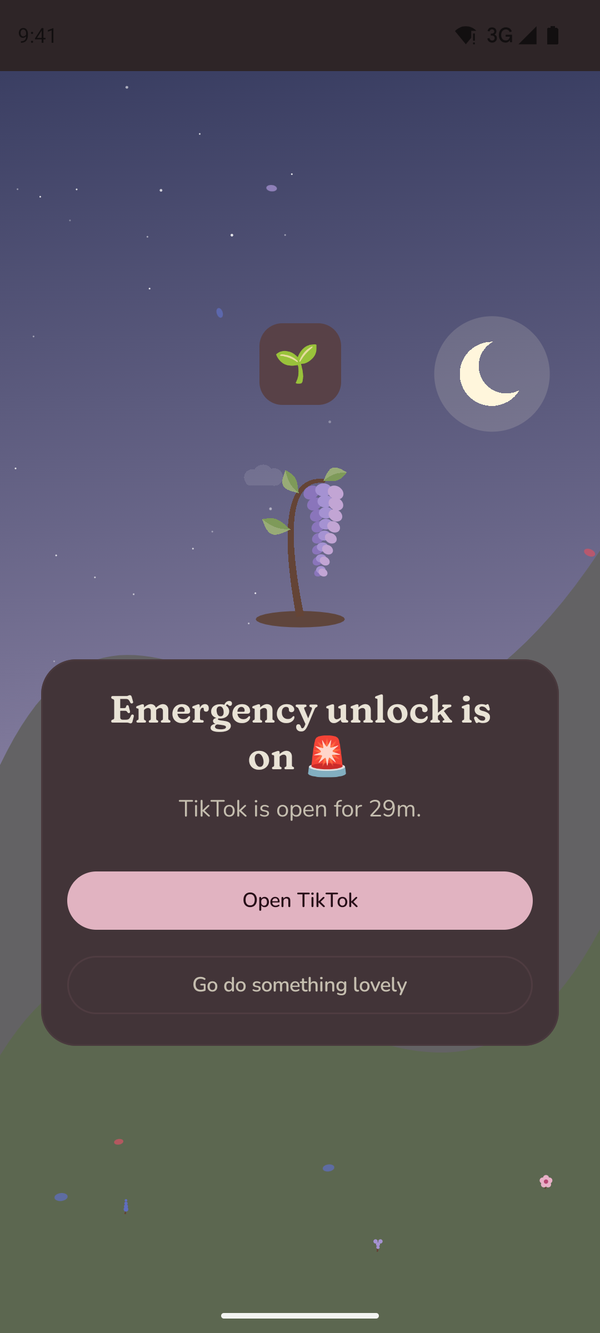 9:41
3G
Emergency unlock is
on 🚨
TikTok is open for 29m.
Open TikTok
Go do something lovely